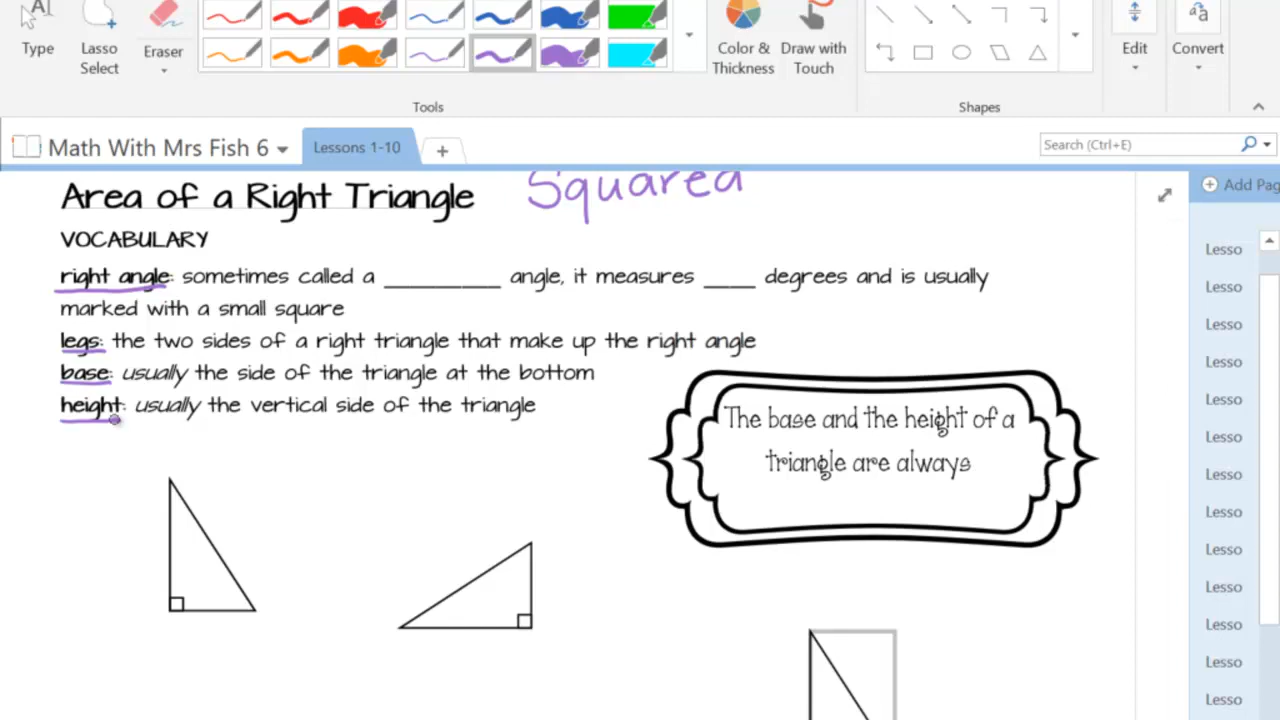 Type
Lasso
Select
Eraser
Color &
Thickness
Draw with
Touch
Edit
Convert
Tools
Shapes
Math With Mrs Fish 6
Lessons 1-10
+
Search (Ctrl+E)
Area of a Right Triangle
Squared
Add Pag
VOCABULARY
right angle: sometimes called a __________ angle, it measures ____ degrees and is usually
marked with a small square
legs: the two sides of a right triangle that make up the right angle
base: usually the side of the triangle at the bottom
height: usually the vertical side of the triangle
The base and the height of a
triangle are always
Lesso
Lesso
Lesso
Lesso
Lesso
Lesso
Lesso
Lesso
Lesso
Lesso
Lesso
Lesso
Lesso